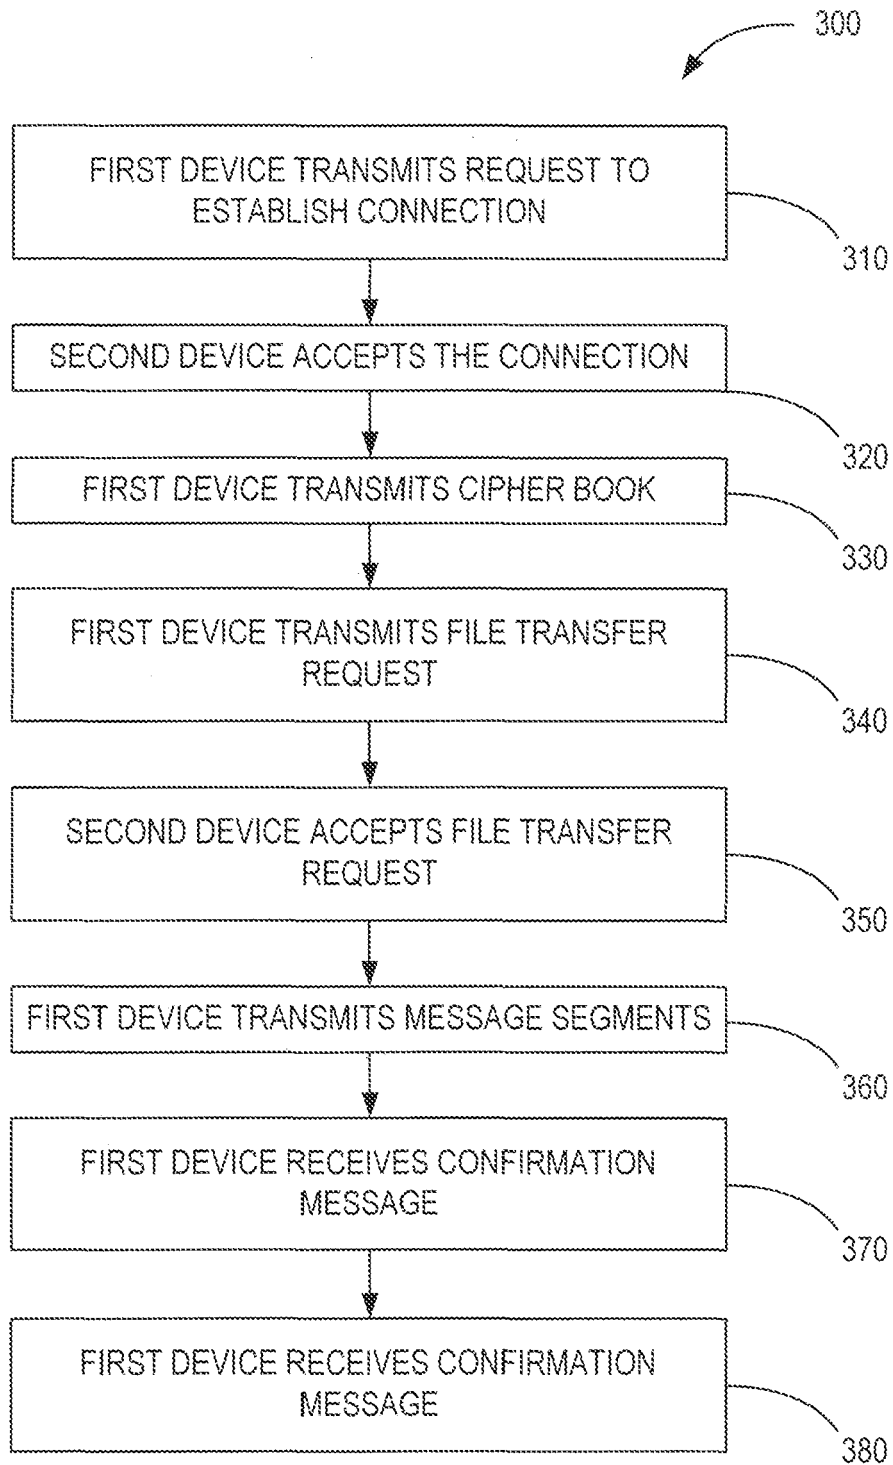 300
FIRST DEVICE TRANSMITS REQUEST TO
ESTABLISH CONNECTION
310
SECOND DEVICE ACCEPTS THE CONNECTION
320
FIRST DEVICE TRANSMITS CIPHER BOOK
330
FIRST DEVICE TRANSMITS FILE TRANSFER
REQUEST
340
SECOND DEVICE ACCEPTS FILE TRANSFER
REQUEST
350
FIRST DEVICE TRANSMITS MESSAGE SEGMENTS
360
FIRST DEVICE RECEIVES CONFIRMATION
MESSAGE
370
FIRST DEVICE RECEIVES CONFIRMATION
MESSAGE
380